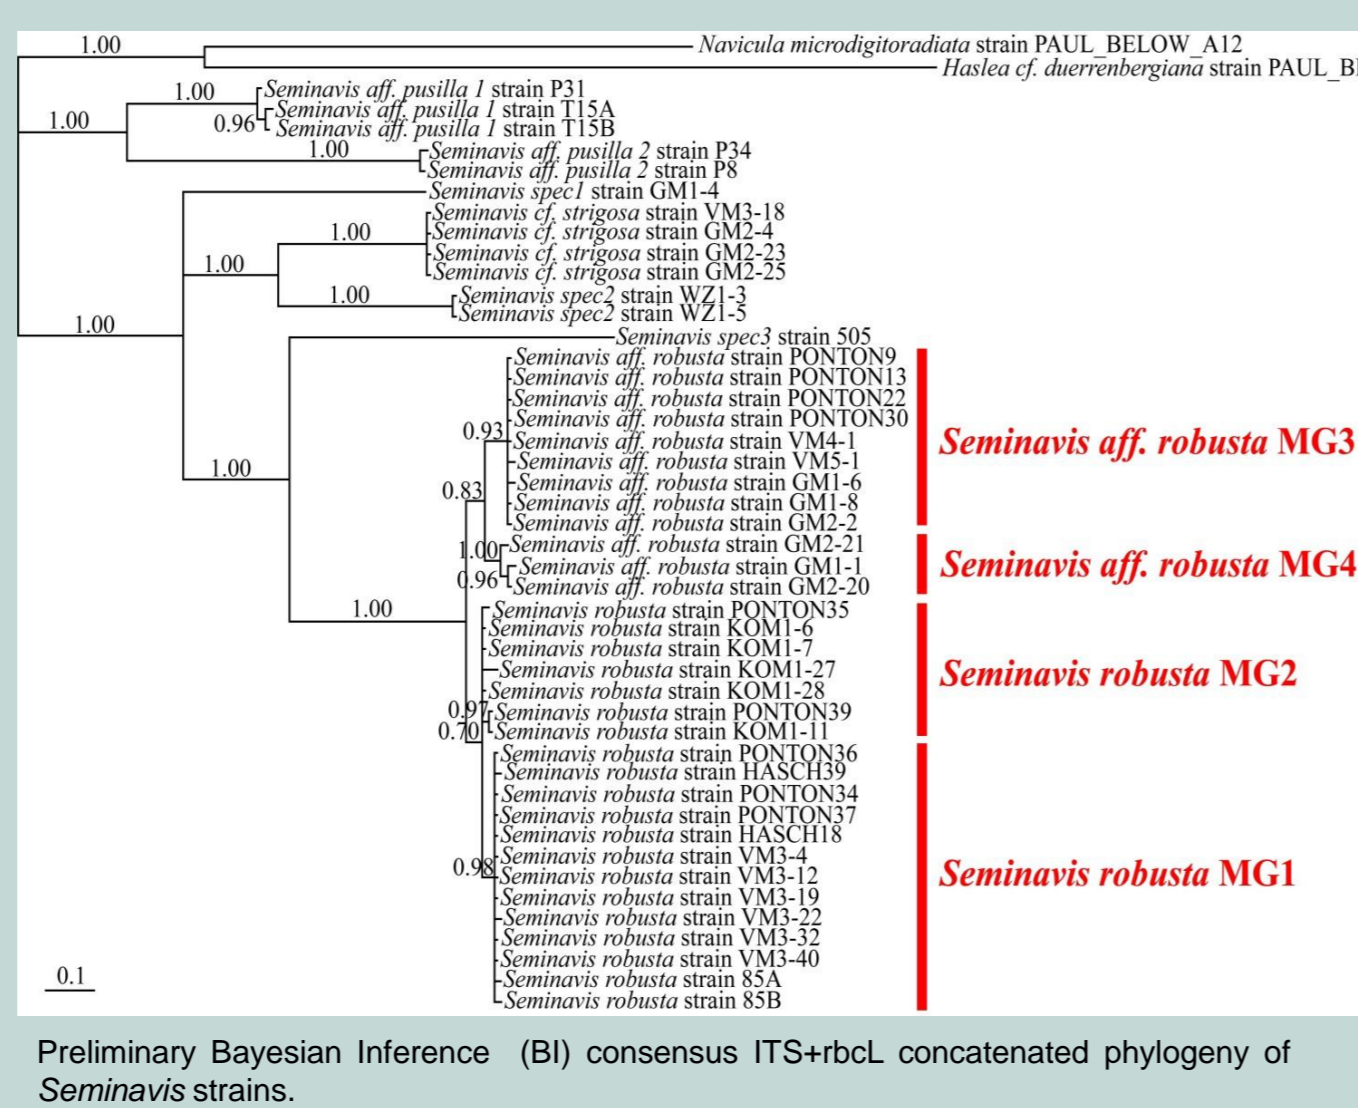 1.00
Navicula microdigitoradiata strain PAUL_BELOW_A12
Haslea cf. duerrenbergiana strain
1.00
Seminavis aff. pusilla 1 strain P31
1.00
Seminavis aff. pusilla 1 strain T15A
0.96
Seminavis aff. pusilla 1 strain T15B
1.00
Seminavis aff. pusilla 2 strain P34
Seminavis aff. pusilla 2 strain P8
Seminavis spec1 strain GM1-4
Seminavis cf. strigosa strain VM3-18
1.00
Seminavis cf. strigosa strain GM2-4
Seminavis cf. strigosa strain GM2-23
1.00
Seminavis cf. strigosa strain GM2-25
1.00
Seminavis spec2 strain WZ1-3
Seminavis spec2 strain WZ1-5
1.00
Seminavis spec3 strain 505
Seminavis aff. robusta strain PONTON9
Seminavis aff. robusta strain PONTON13
Seminavis aff. robusta strain PONTON22
Seminavis aff. robusta strain PONTON30
0.93
Seminavis aff. robusta strain VM4-1
Seminavis aff. robusta MG3
Seminavis aff. robusta strain VM5-1
1.00
Seminavis aff. robusta strain GM1-6
0.83
Seminavis aff. robusta strain GM1-8
Seminavis aff. robusta strain GM2-2
Seminavis aff. robusta strain GM2-21
1.00
Seminavis aff. robusta strain GM1-1
Seminavis aff. robusta MG4
0.96
Seminavis aff. robusta strain GM2-20
1.00
Seminavis robusta strain PONTON35
Seminavis robusta strain KOM1-6
Seminavis robusta strain KOM1-7
Seminavis robusta strain KOM1-27
Seminavis robusta MG2
Seminavis robusta strain KOM1-28
0.97
Seminavis robusta strain PONTON39
0.70
Seminavis robusta strain KOM1-11
Seminavis robusta strain PONTON36
Seminavis robusta strain HASCH39
Seminavis robusta strain PONTON34
Seminavis robusta strain PONTON37
Seminavis robusta strain HASCH18
Seminavis robusta strain VM3-4
0.98
Seminavis robusta strain VM3-12
Seminavis robusta MG1
Seminavis robusta strain VM3-19
Seminavis robusta strain VM3-22
Seminavis robusta strain VM3-32
Seminavis robusta strain VM3-40
0.1
Seminavis robusta strain 85A
Seminavis robusta strain 85B
Preliminary Bayesian Inference (BI) consensus ITS+rbcL concatenated phylogeny of
Seminavis strains.